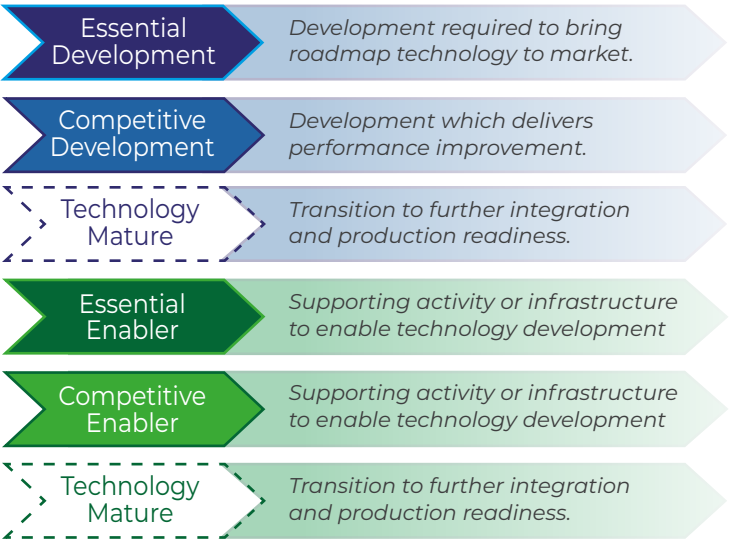 Essential
Development
Development required to bring
roadmap technology to market.
Competitive
Development
Development which delivers
performance improvement.
Technology
Mature
Transition to further integration
and production readiness.
Essential
Enabler
Supporting activity or infrastructure
to enable technology development
Competitive
Enabler
Supporting activity or infrastructure
to enable technology development
Technology
Mature
Transition to further integration
and production readiness.